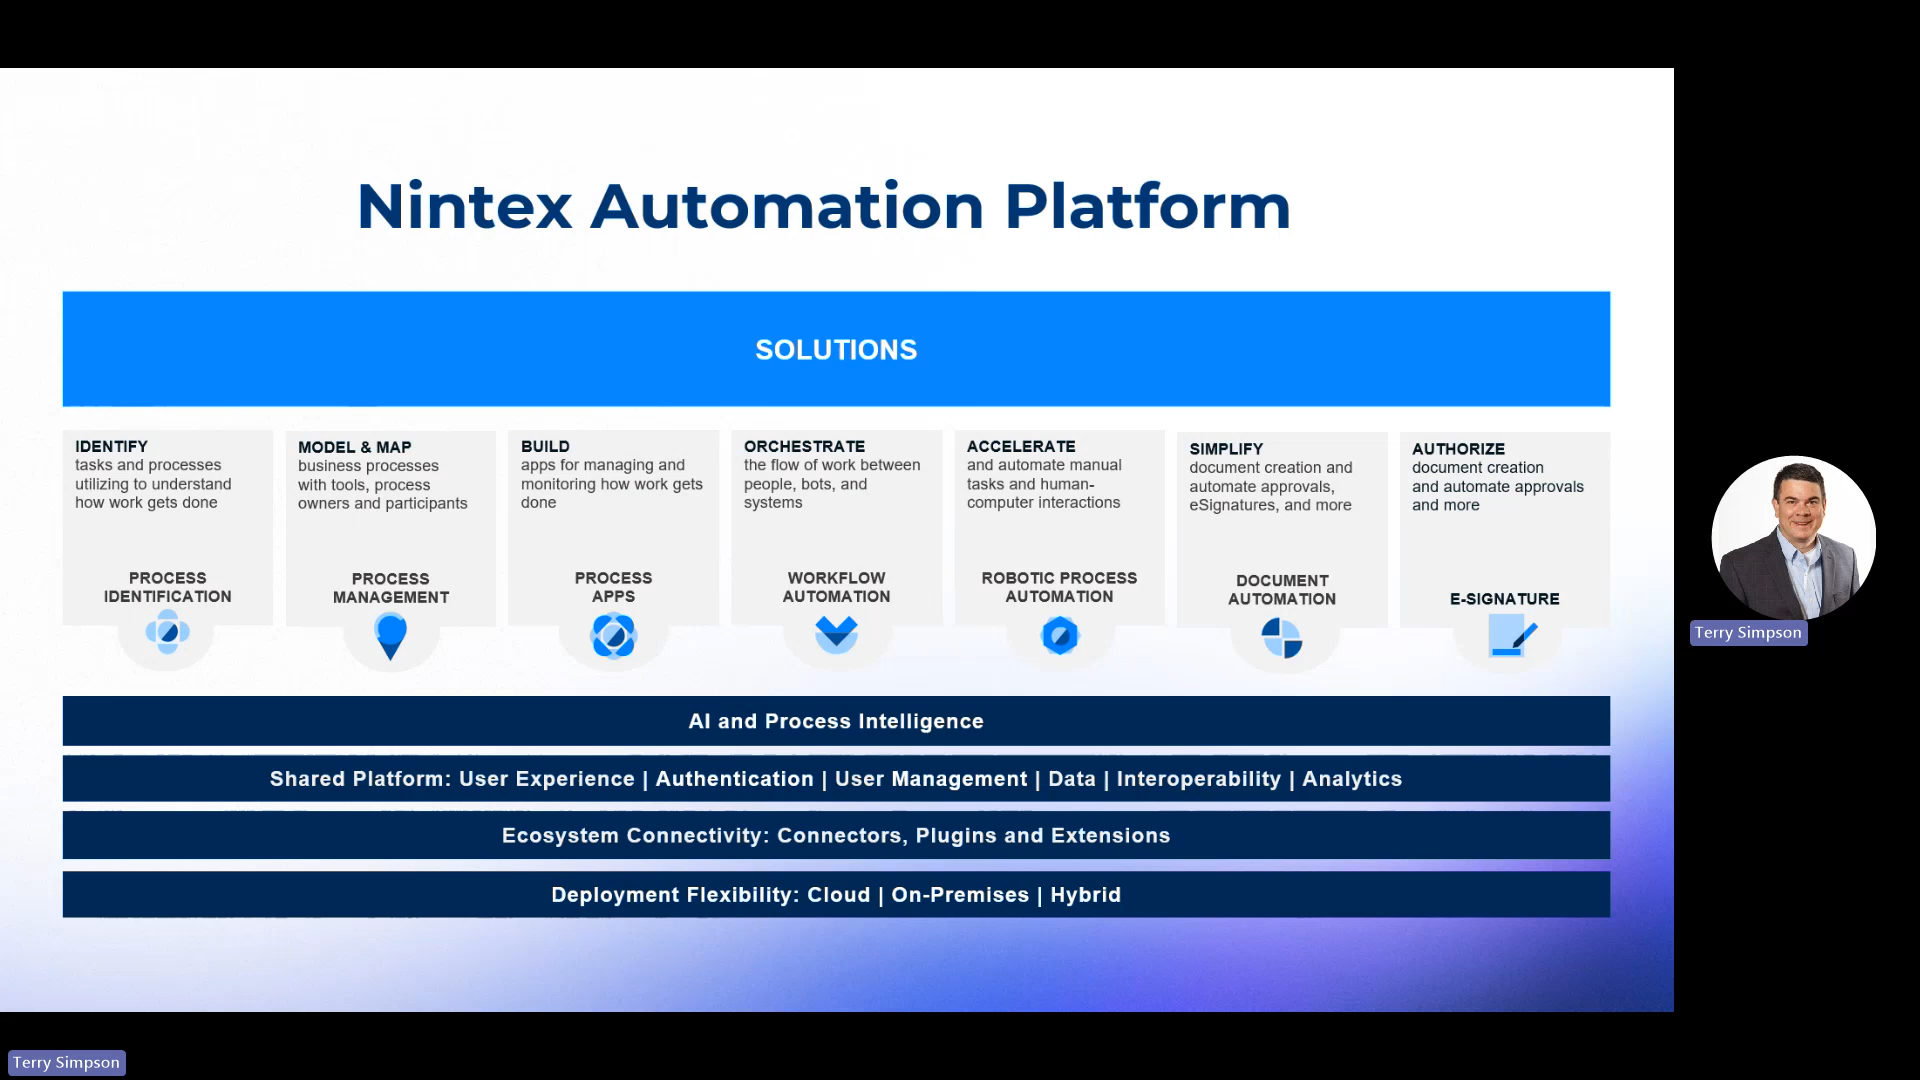 Nintex Automation Platform
SOLUTIONS
IDENTIFY
tasks and processes
utilizing to understand
how work gets done
PROCESS
IDENTIFICATION
MODEL & MAP
business processes
with tools, process
owners and participants
PROCESS
MANAGEMENT
BUILD
apps for managing and
monitoring how work gets
done
PROCESS
APPS
ORCHESTRATE
the flow of work between
people, bots, and
systems
WORKFLOW
AUTOMATION
ACCELERATE
and automate manual
tasks and human-
computer interactions
ROBOTIC PROCESS
AUTOMATION
SIMPLIFY
document creation and
automate approvals,
eSignatures, and more
DOCUMENT
AUTOMATION
AUTHORIZE
document creation
and automate approvals
and more
E-SIGNATURE
AI and Process Intelligence
Shared Platform: User Experience | Authentication | User Management | Data | Interoperability | Analytics
Ecosystem Connectivity: Connectors, Plugins and Extensions
Deployment Flexibility: Cloud | On-Premises | Hybrid
Terry Simpson
Terry Simpson